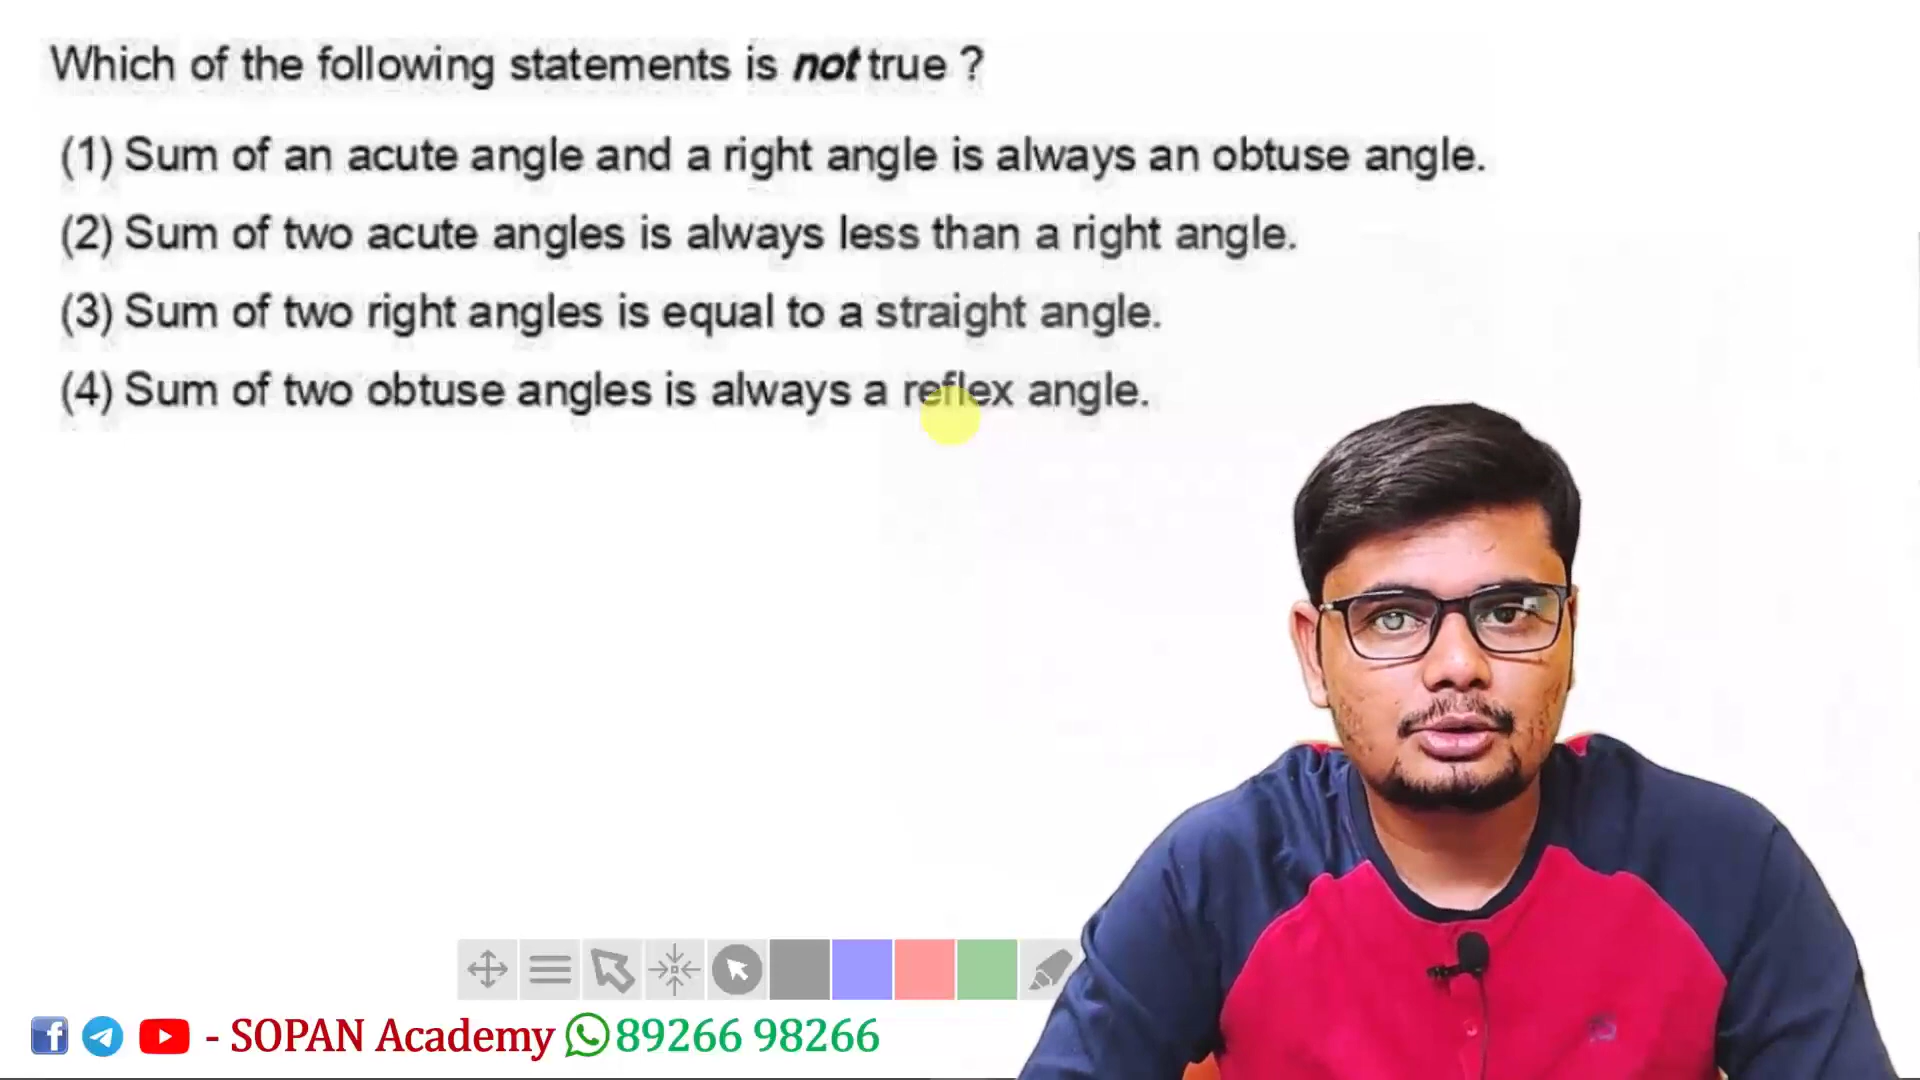 Which of the following statements is not true ?
(1) Sum of an acute angle and a right angle is always an obtuse angle.
(2) Sum of two acute angles is always less than a right angle.
(3) Sum of two right angles is equal to a straight angle.
(4) Sum of two obtuse angles is always a reflex angle.
- SOPAN Academy 89266 98266